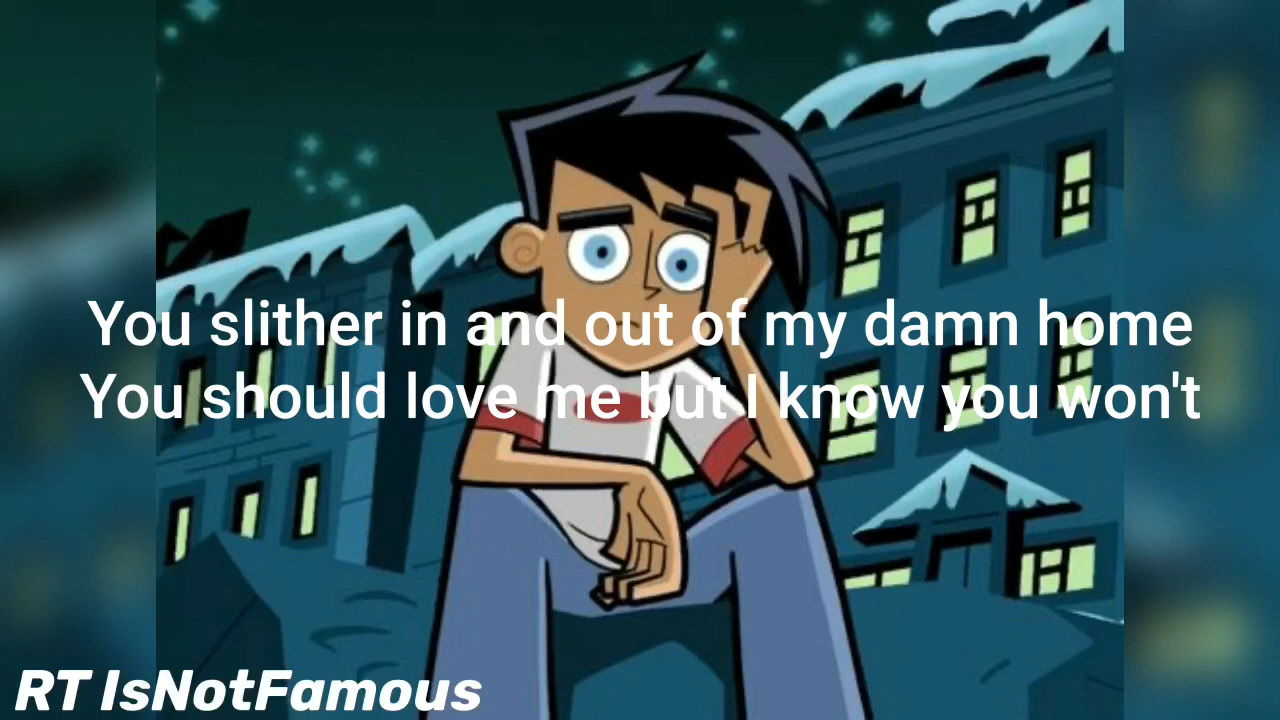 You slither in and out of my damn home
You should love me but I know you won't
RT IsNotFamous